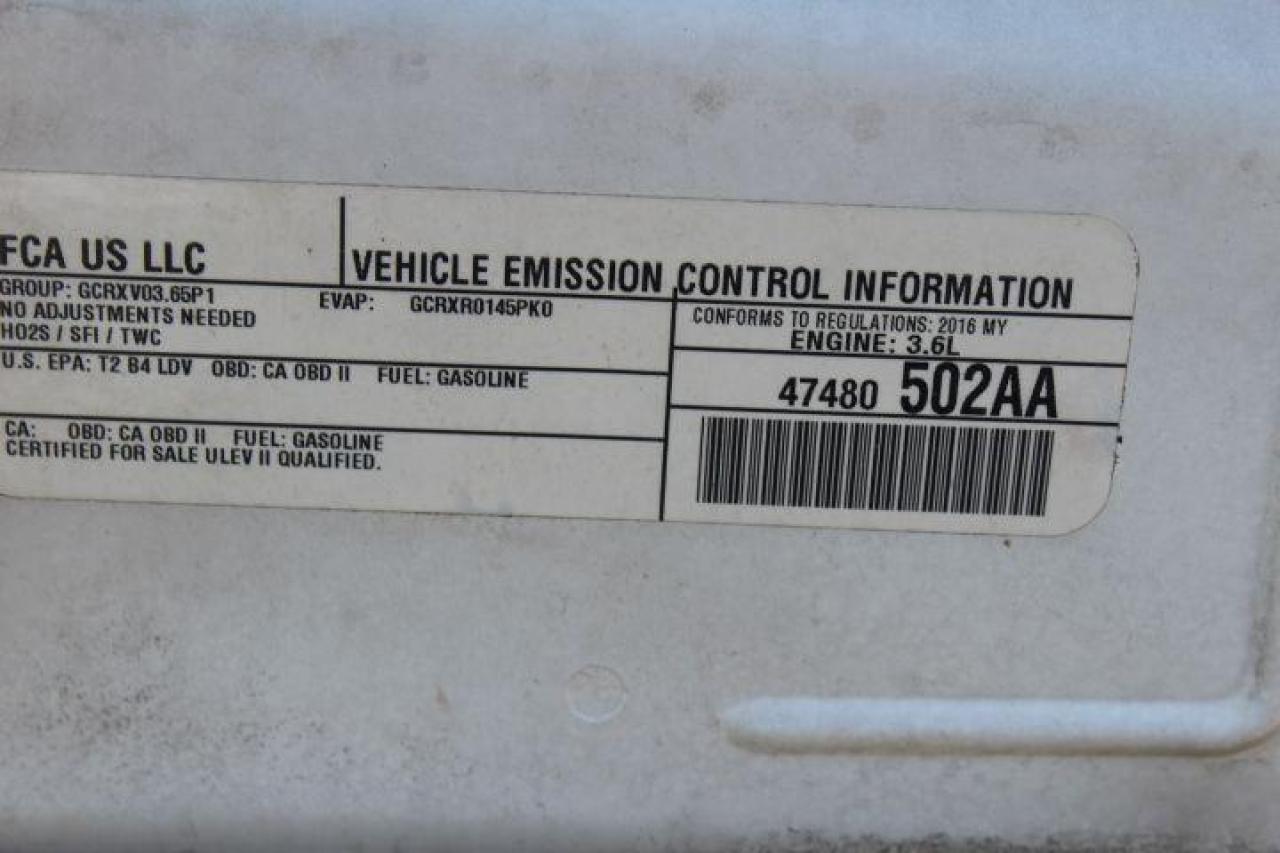 FCA US LLC
VEHICLE EMISSION CONTROL INFORMATION
GROUP: GCRXV03.65P1 EVAP: GCRXR0145PK0
NO ADJUSTMENTS NEEDED
HO2S / SFI / TWC
CONFORMS TO REGULATIONS: 2016 MY
ENGINE: 3.6L
U.S. EPA: T2 B4 LDV OBD: CA OBD II FUEL: GASOLINE
47480 502AA
CA: OBD: CA OBD II FUEL: GASOLINE
CERTIFIED FOR SALE ULEV II QUALIFIED.